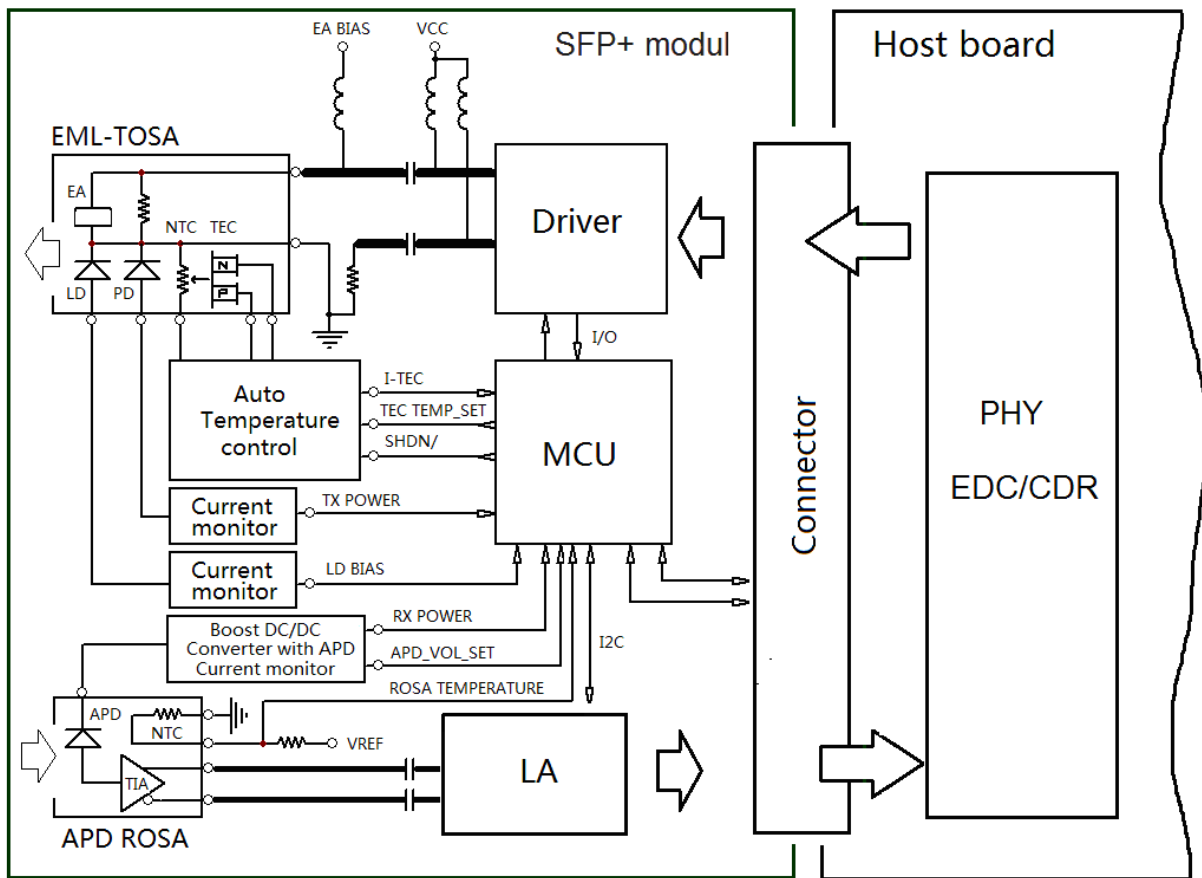 EA BIAS
VCC
SFP+ modul
Host board
EML-TOSA
EA
NTC TEC
N
P
LD
PD
Driver
I/O
Auto
Temperature
control
I-TEC
TEC TEMP_SET
SHDN/
MCU
Connector
PHY
EDC/CDR
Current
monitor
TX POWER
Current
monitor
LD BIAS
Boost DC/DC
Converter with APD
Current monitor
RX POWER
APD_VOL_SET
I2C
ROSA TEMPERATURE
APD
NTC
VREF
TIA
LA
APD ROSA